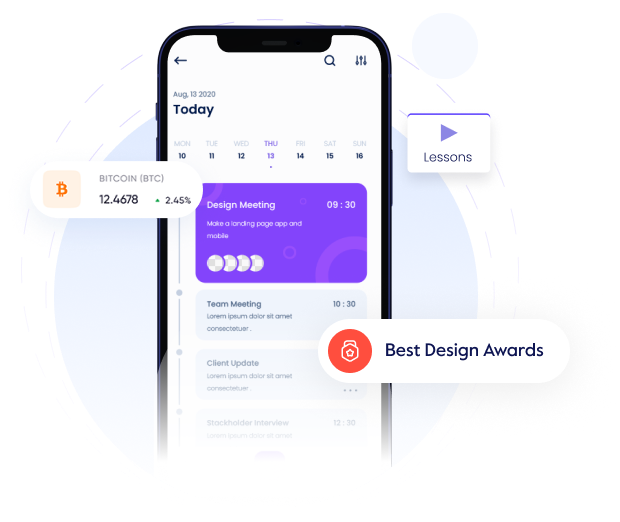 Aug, 13 2020
Today
MON TUE WED THU FRI SAT SUN
10 11 12 13 14 15 16
Lessons
BITCOIN (BTC)
12.4678 2.45%
Design Meeting 09 : 30
Make a landing page app and
mobile
Team Meeting 10 : 30
Lorem ipsum dolor sit amet
consectetuer .
Best Design Awards
Client Update
Lorem ipsum dolor sit amet
consectetuer
Stockholder Interview 12 : 30
Lorem ipsum dolor sit amet